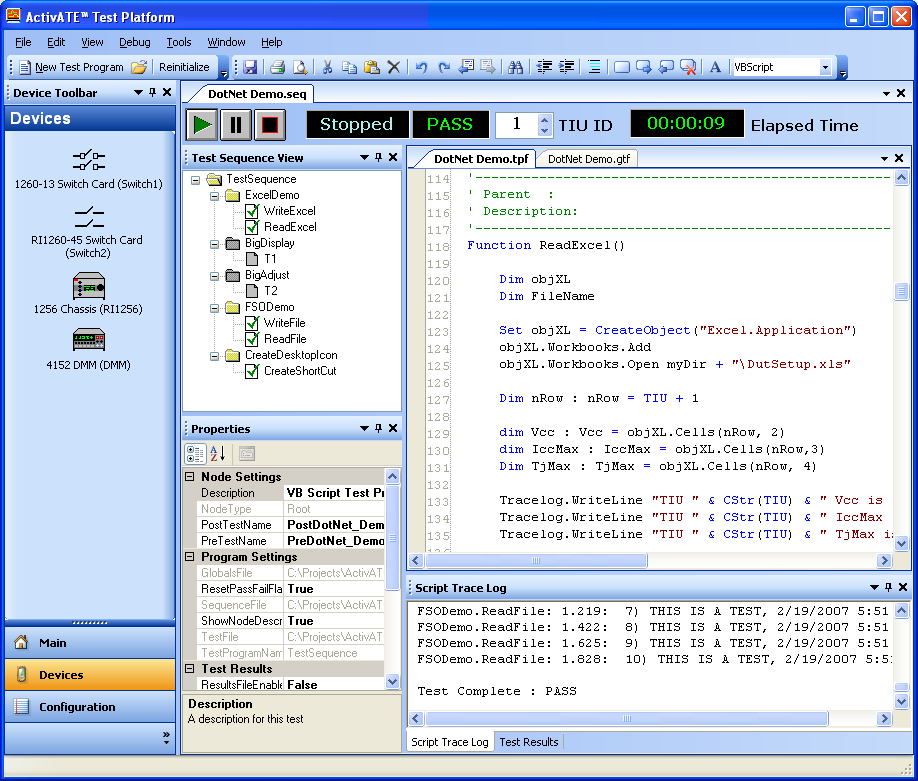 ActivATE™ Test Platform
File Edit View Debug Tools Window Help
New Test Program Reinitialize VBScript
Device Toolbar
Devices
1260-13 Switch Card (Switch1)
RI1260-45 Switch Card
(Switch2)
1256 Chassis (RI1256)
4152 DMM (DMM)
Main
Devices
Configuration
DotNet Demo.seq
Stopped PASS 1 TIU ID 00:00:09 Elapsed Time
Test Sequence View
TestSequence
ExcelDemo
WriteExcel
ReadExcel
BigDisplay
T1
BigAdjust
T2
FSODemo
WriteFile
ReadFile
CreateDesktopIcon
CreateShortCut
Properties
Node Settings
Description VB Script Test Pr
NodeType Root
PostTestName PostDotNet_Dem
PreTestName PreDotNet_Demo
Program Settings
GlobalsFile C:\Projects\ActivAT
ResetPassFailFla True
SequenceFile C:\Projects\ActivAT
ShowNodeDescr True
TestFile C:\Projects\ActivAT
TestProgramNam TestSequence
Test Results
ResultsFileEnable False
Description
A description for this test
DotNet Demo.tpf DotNet Demo.gtf
114 '----------------------------------------------------
115 ' Parent  :
116 ' Description:
117 '----------------------------------------------------
118 Function ReadExcel()
119
120 Dim objXL
121 Dim FileName
122
123 Set objXL = CreateObject("Excel.Application")
124 objXL.Workbooks.Add
125 objXL.Workbooks.Open myDir + "\DutSetup.xls"
126
127 Dim nRow : nRow = TIU + 1
128
129 dim Vcc : Vcc = objXL.Cells(nRow, 2)
130 dim IccMax : IccMax = objXL.Cells(nRow,3)
131 Dim TjMax : TjMax = objXL.Cells(nRow, 4)
132
133 Tracelog.WriteLine "TIU " & CStr(TIU) & " Vcc is
134 Tracelog.WriteLine "TIU " & CStr(TIU) & " IccMax
135 Tracelog.WriteLine "TIU " & CStr(TIU) & " TjMax is
Script Trace Log
FSODemo.ReadFile: 1.219: 7) THIS IS A TEST, 2/19/2007 5:51
FSODemo.ReadFile: 1.422: 8) THIS IS A TEST, 2/19/2007 5:51
FSODemo.ReadFile: 1.625: 9) THIS IS A TEST, 2/19/2007 5:51
FSODemo.ReadFile: 1.828: 10) THIS IS A TEST, 2/19/2007 5:5
Test Complete : PASS
Script Trace Log Test Results